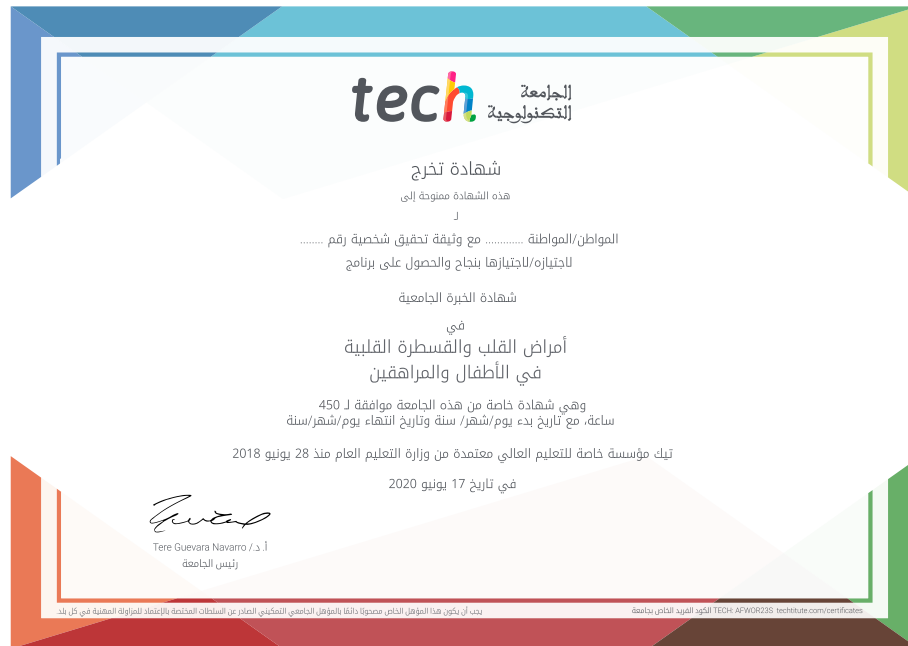 tech
الجامعة
التكنولوجية
شهادة تخرج
هذه الشهادة ممنوحة إلى
لـ
المواطن/المواطنة ............ مع وثيقة تحقيق شخصية رقم ........
لاجتيازه/لاجتيازها بنجاح والحصول على برنامج
شهادة الخبرة الجامعية
في
أمراض القلب والقسطرة القلبية
في الأطفال والمراهقين
وهي شهادة خاصة من هذه الجامعة موافقة لـ 450
ساعة، مع تاريخ بدء يوم/شهر/ سنة وتاريخ انتهاء يوم/شهر/سنة
تيك مؤسسة خاصة للتعليم العالي معتمدة من وزارة التعليم العام منذ 28 يونيو 2018
في تاريخ 17 يونيو 2020
أ. د./ Tere Guevara Navarro
رئيس الجامعة
يجب أن يكون هذا المؤهل الخاص مصحوبًا دائمًا بالمؤهل الجامعي التمكيني الصادر عن السلطات المختصة بالإعتماد للمزاولة المهنية في كل بلد.
الكود الفريد الخاص بجامعة TECH: AFWOR23S techtitute.com/certificates